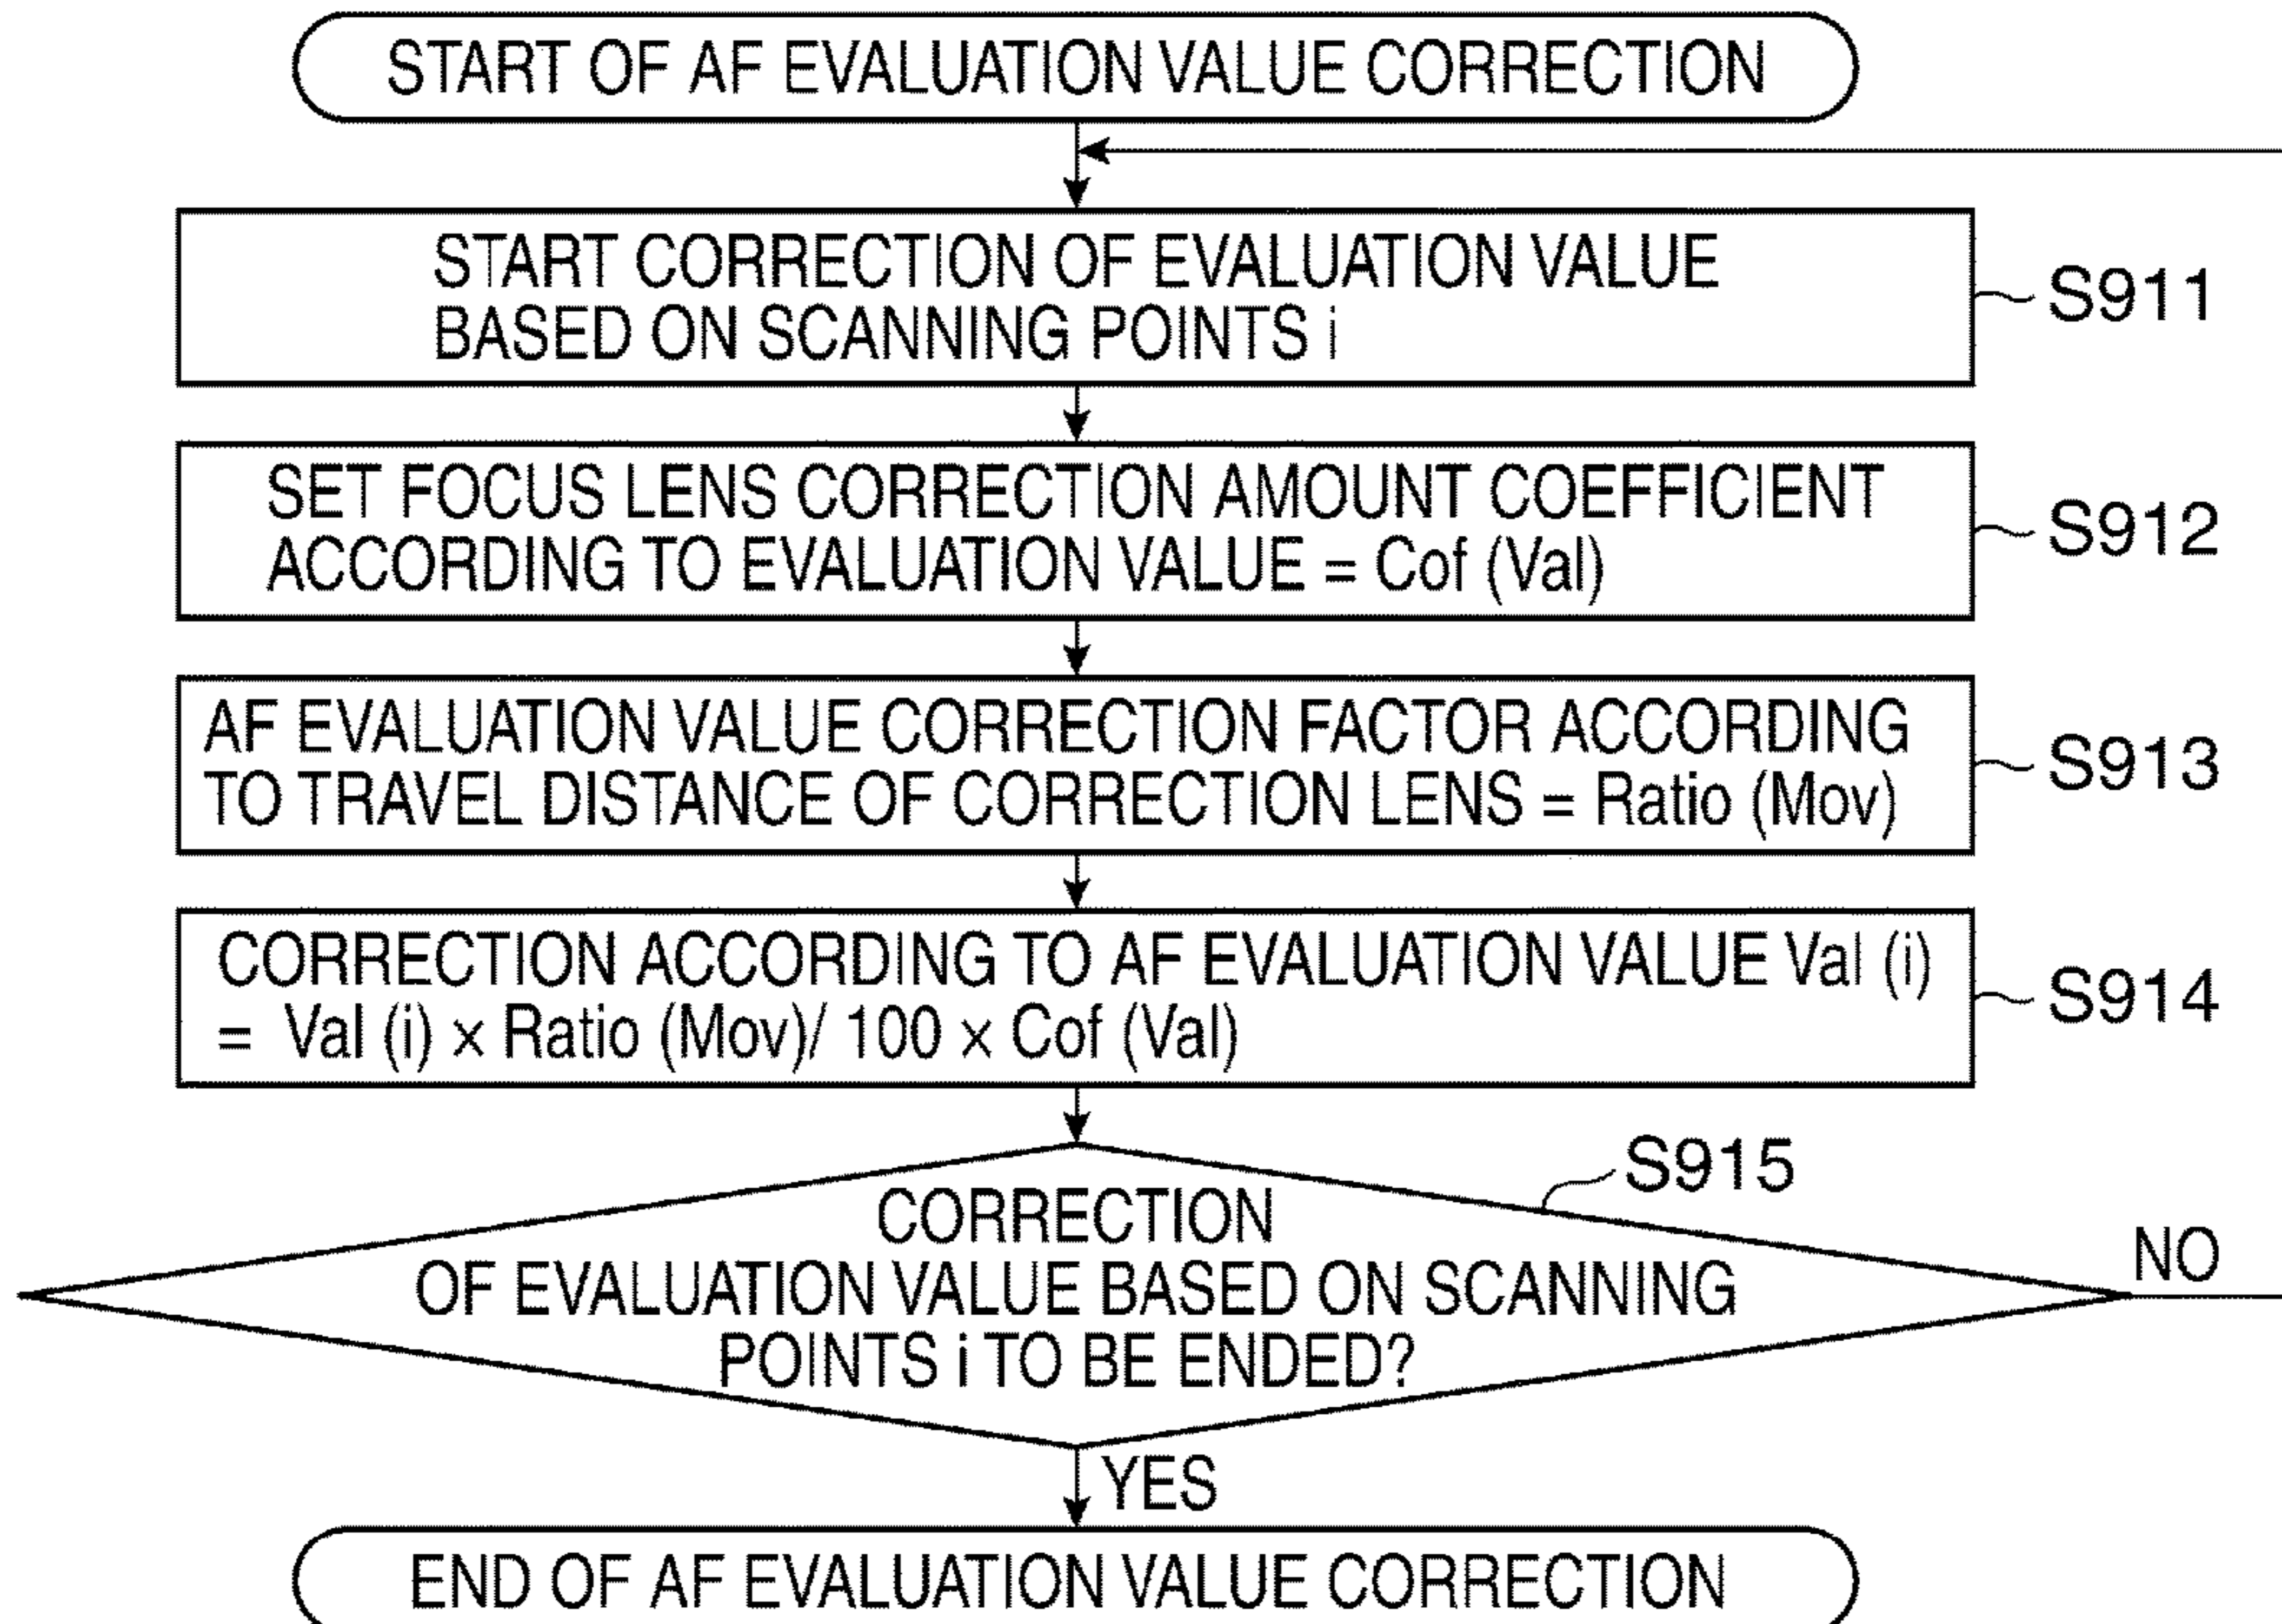 START OF AF EVALUATION VALUE CORRECTION
START CORRECTION OF EVALUATION VALUE
BASED ON SCANNING POINTS i
S911
SET FOCUS LENS CORRECTION AMOUNT COEFFICIENT
ACCORDING TO EVALUATION VALUE = Cof (Val)
S912
AF EVALUATION VALUE CORRECTION FACTOR ACCORDING
TO TRAVEL DISTANCE OF CORRECTION LENS = Ratio (Mov)
S913
CORRECTION ACCORDING TO AF EVALUATION VALUE Val (i)
= Val (i) × Ratio (Mov)/ 100 × Cof (Val)
S914
S915
CORRECTION
OF EVALUATION VALUE BASED ON SCANNING
POINTS i TO BE ENDED?
NO
YES
END OF AF EVALUATION VALUE CORRECTION